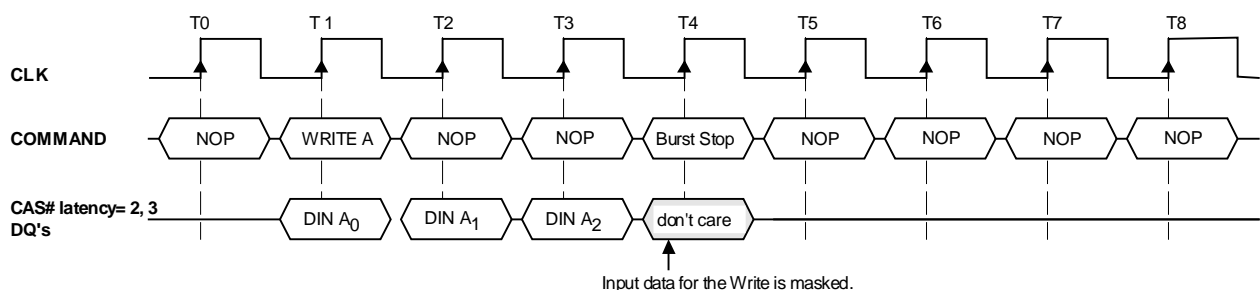 T0 T 1 T2 T3 T4 T5 T6 T7 T8
CLK
COMMAND NOP WRITE A NOP NOP Burst Stop NOP NOP NOP NOP
CAS# latency= 2, 3
DQ's DIN A0 DIN A1 DIN A2 don't care
Input data for the Write is masked.